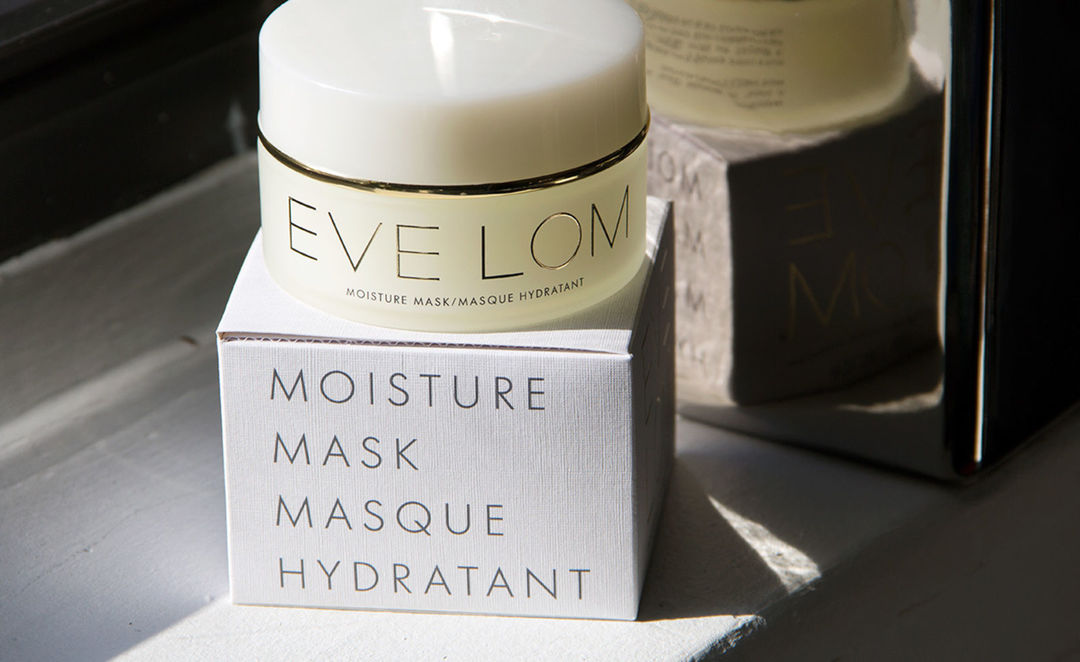 EVE LOM
MOISTURE MASK/MASQUE HYDRATANT
MOISTURE
MASK
MASQUE
HYDRATANT